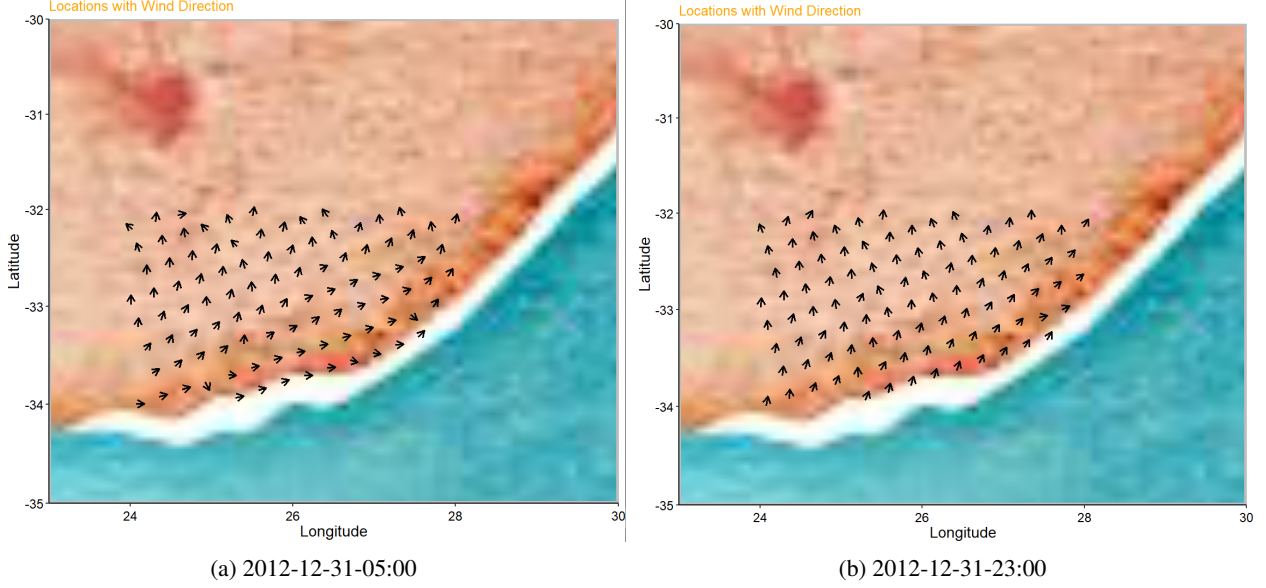 Locations with Wind Direction
-30
-31
-32
-33
-34
-35
Latitude
24
26
28
30
Longitude
(a) 2012-12-31-05:00
Locations with Wind Direction
-30
-31
-32
-33
-34
-35
Latitude
24
26
28
30
Longitude
(b) 2012-12-31-23:00